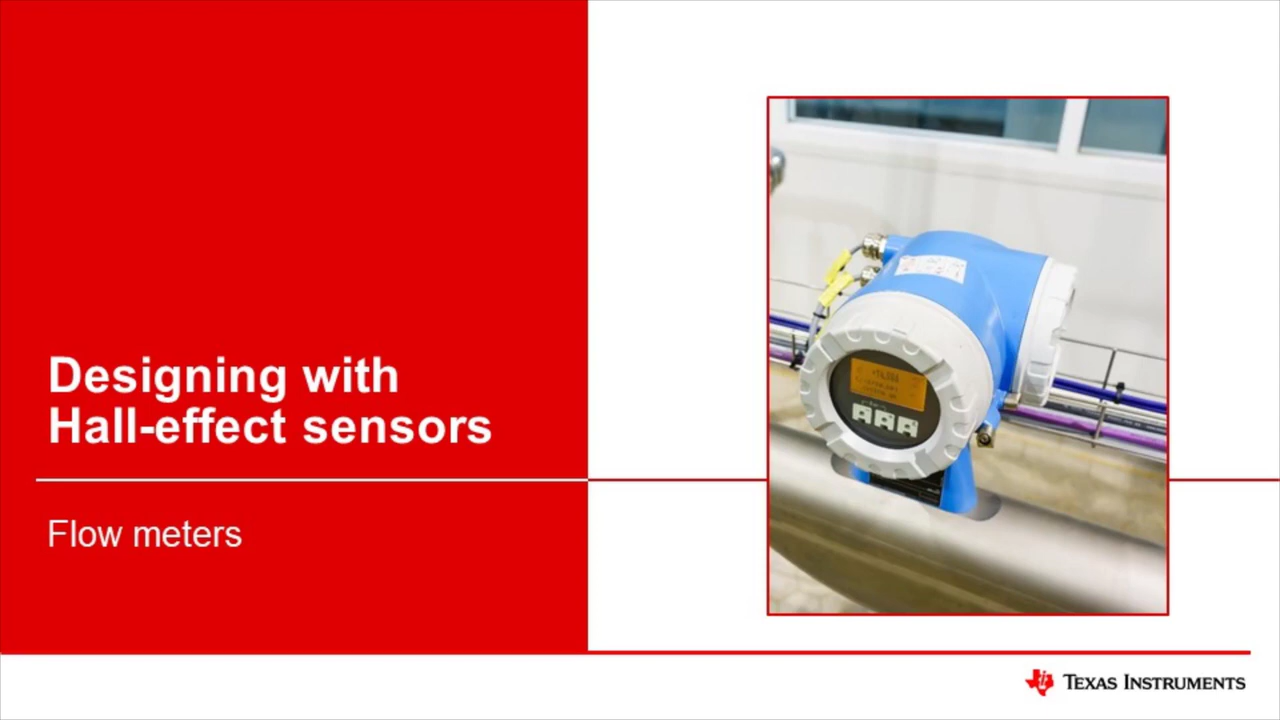 Designing with
Hall-effect sensors
Flow meters
TEXAS INSTRUMENTS